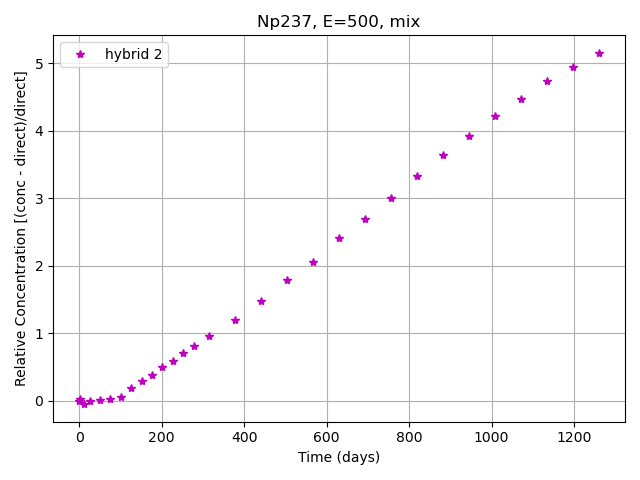 Np237, E=500, mix
hybrid 2
Relative Concentration [(conc - direct)/direct]
5
4
3
2
1
0
0 200 400 600 800 1000 1200
Time (days)